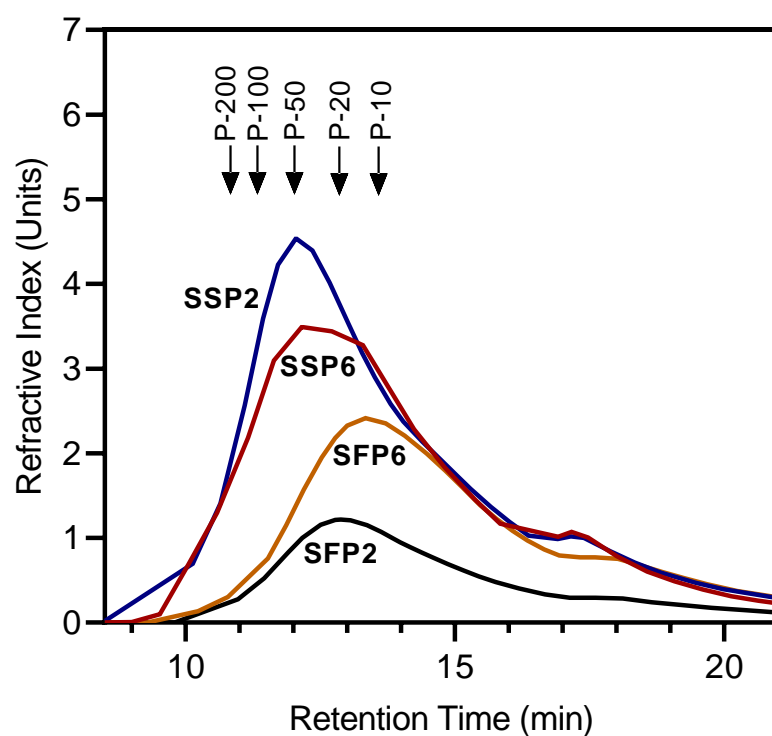 7
6
5
4
3
2
1
0
Refractive Index (Units)
P-200
P-100
P-50
P-20
P-10
SSP2
SSP6
SFP6
SFP2
10
15
20
Retention Time (min)